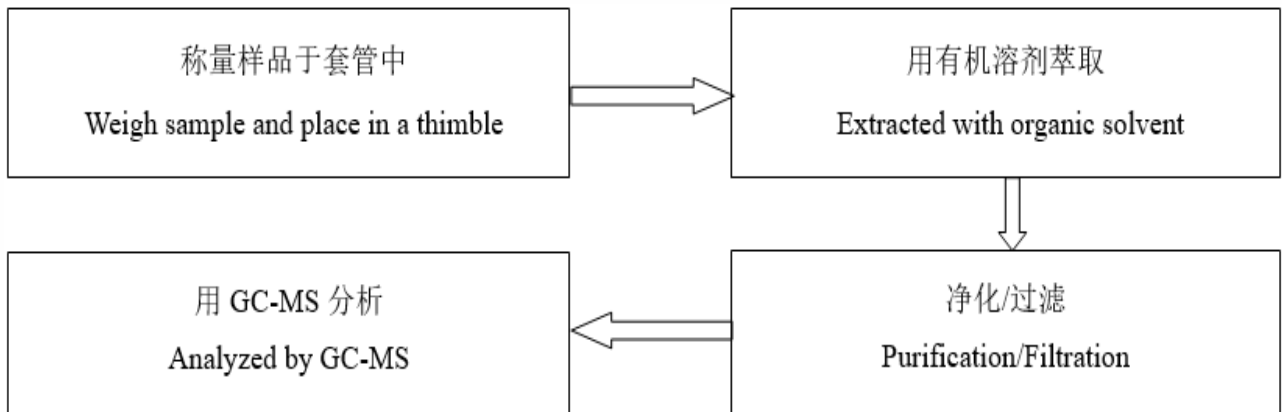 称量样品于套管中
Weigh sample and place in a thimble
用有机溶剂萃取
Extracted with organic solvent
净化/过滤
Purification/Filtration
用 GC-MS 分析
Analyzed by GC-MS